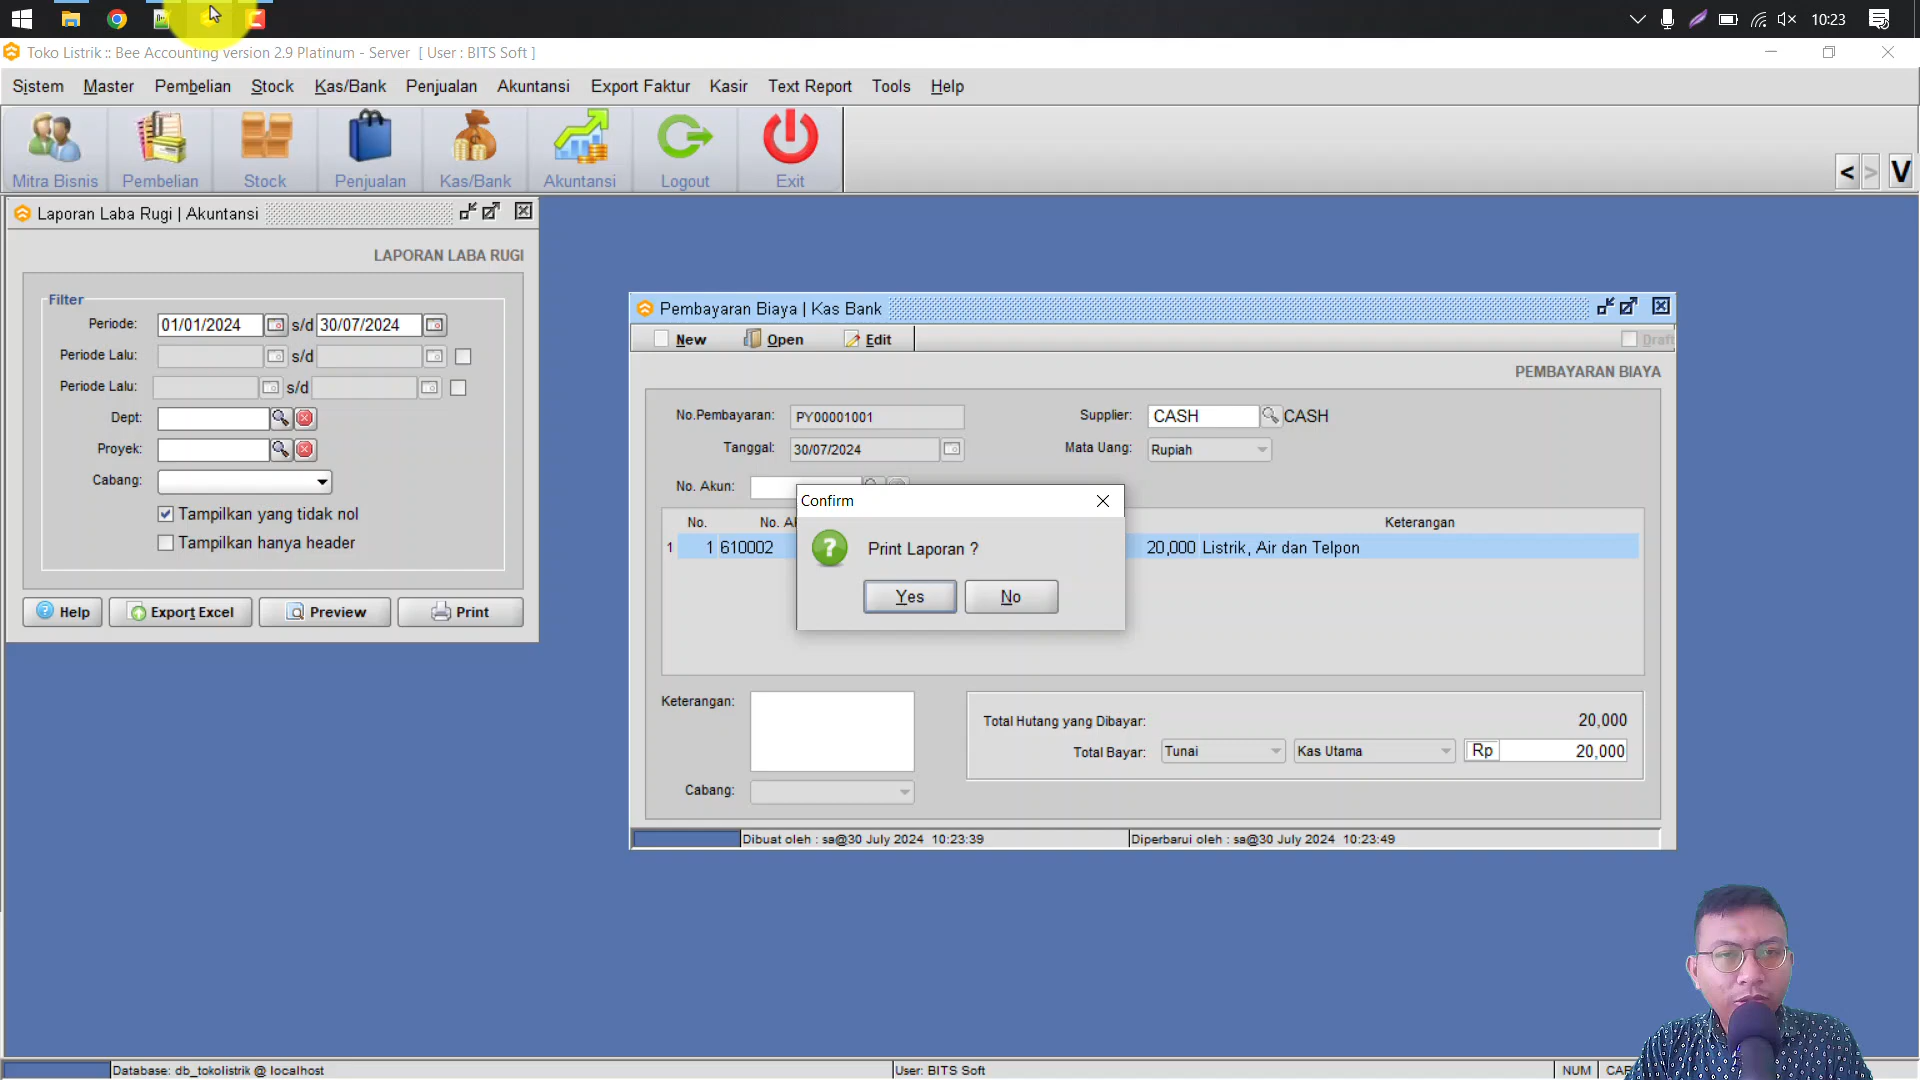 10:23
Toko Listrik :: Bee Accounting version 2.9 Platinum - Server [ User : BITS Soft ]
Sistem Master Pembelian Stock Kas/Bank Penjualan Akuntansi Export Faktur Kasir Text Report Tools Help
Mitra Bisnis Pembelian Stock Penjualan Kas/Bank Akuntansi Logout Exit
< > V
Laporan Laba Rugi | Akuntansi
LAPORAN LABA RUGI
Filter
Periode: 01/01/2024 s/d 30/07/2024
Periode Lalu: s/d
Periode Lalu: s/d
Dept:
Proyek:
Cabang:
Tampilkan yang tidak nol
Tampilkan hanya header
Help Export Excel Preview Print
Pembayaran Biaya | Kas Bank
New Open Edit Draft
PEMBAYARAN BIAYA
No.Pembayaran: PY00001001 Supplier: CASH CASH
Tanggal: 30/07/2024 Mata Uang: Rupiah
No. Akun:
No. Keterangan
1 1 610002 20,000 Listrik, Air dan Telpon
Confirm
Print Laporan ?
Yes No
Keterangan:
Total Hutang yang Dibayar: 20,000
Total Bayar: Tunai Kas Utama Rp 20,000
Cabang:
Dibuat oleh : sa@30 July 2024 10:23:39 Diperbarui oleh : sa@30 July 2024 10:23:49
Database: db_tokolistrik @ localhost User: BITS Soft NUM